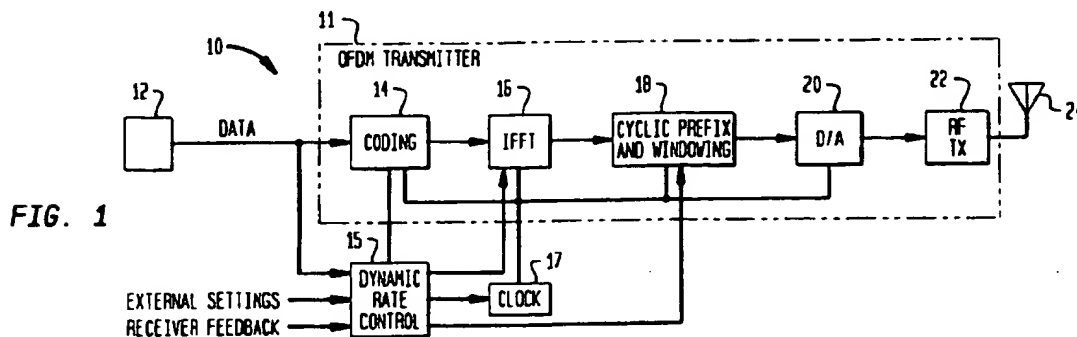 11
10
OFDM TRANSMITTER
12
14
16
18
20
22
DATA
CODING
IFFT
CYCLIC PREFIX
AND WINDOWING
D/A
RF
TX
FIG. 1
15
17
DYNAMIC
RATE
CONTROL
CLOCK
EXTERNAL SETTINGS
RECEIVER FEEDBACK